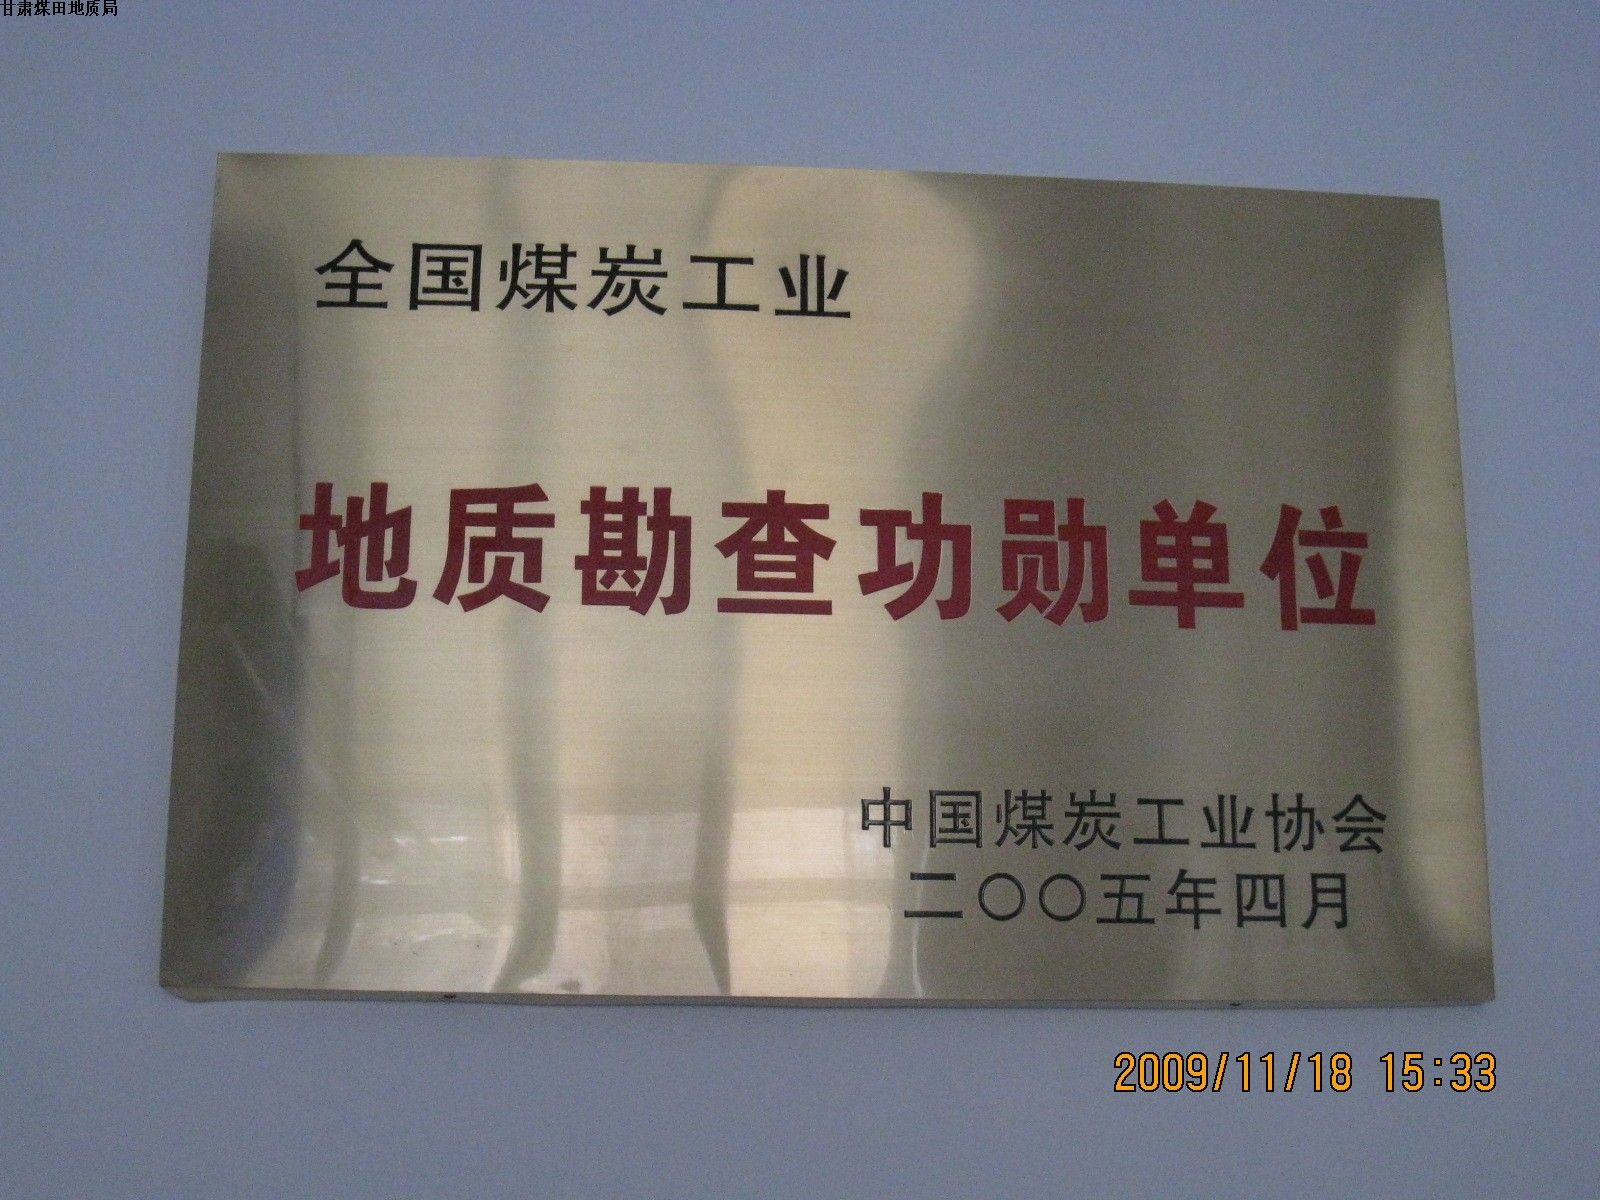 甘肃煤田地质局
全国煤炭工业
地质勘查功勋单位
中国煤炭工业协会
二〇〇五年四月
2009/11/18 15:33